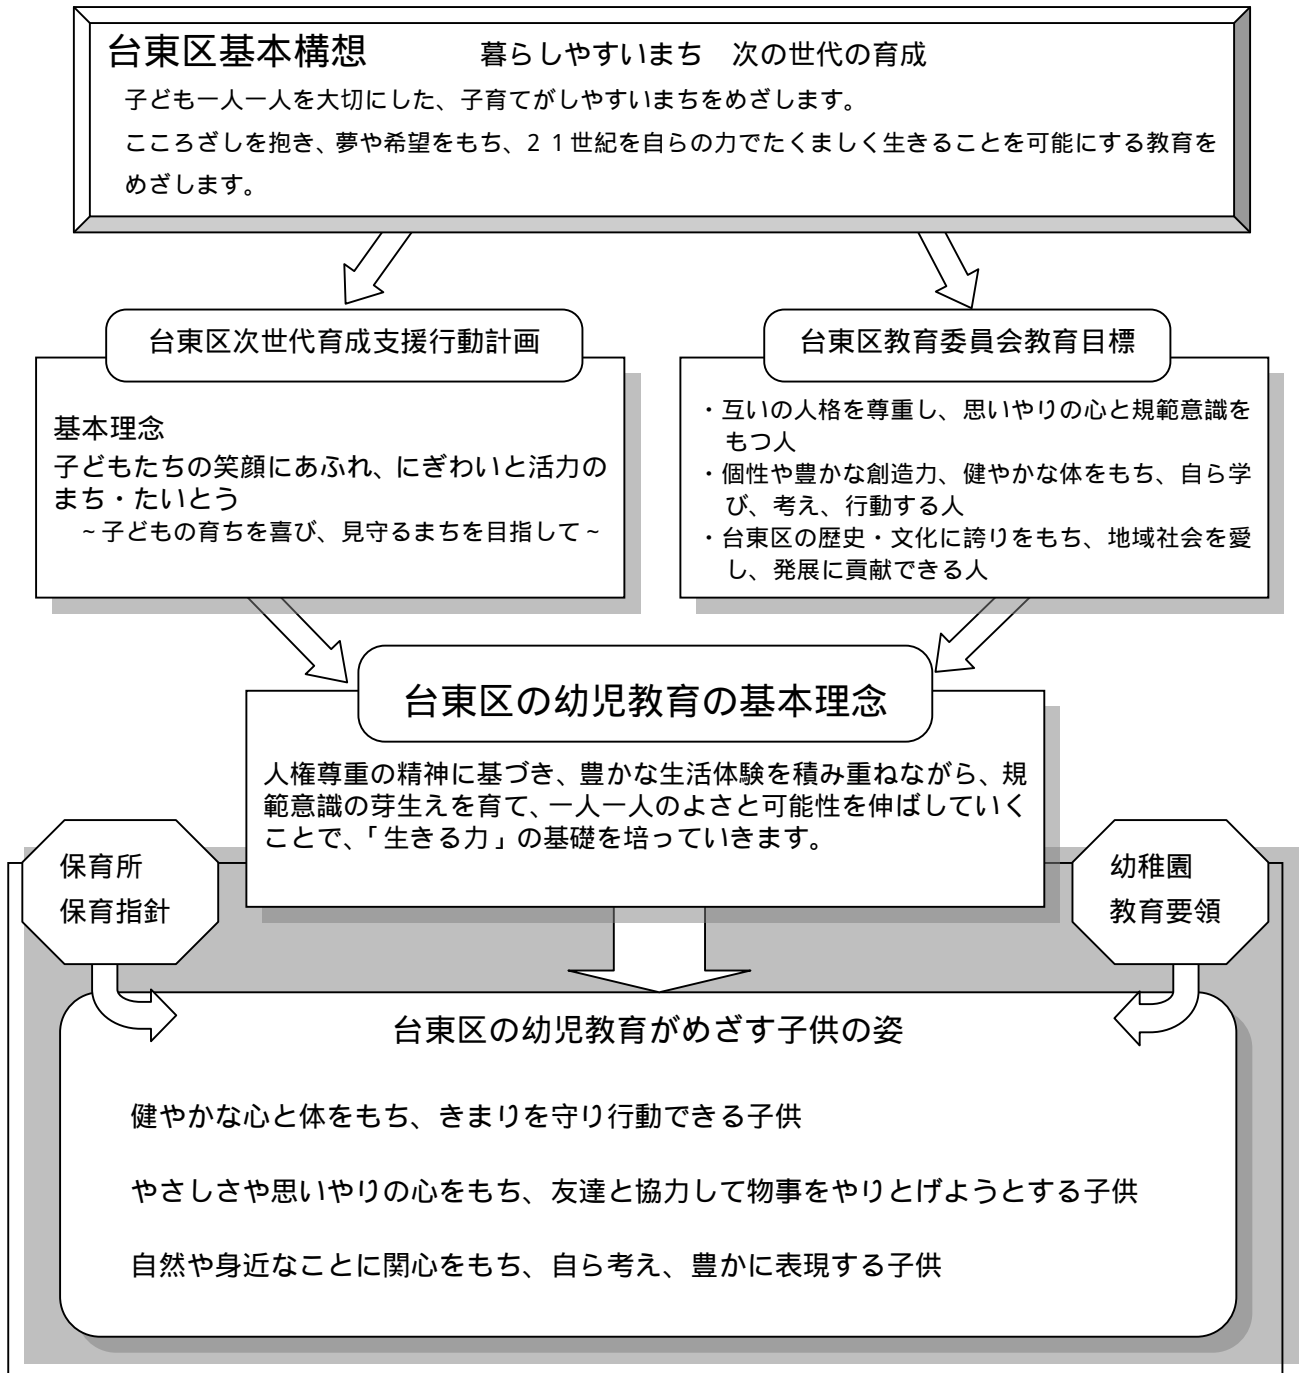 台東区基本構想　　　暮らしやすいまち　次の世代の育成
子ども一人一人を大切にした、子育てがしやすいまちをめざします。
こころざしを抱き、夢や希望をもち、２１世紀を自らの力でたくましく生きることを可能にする教育を
めざします。
台東区次世代育成支援行動計画
基本理念
子どもたちの笑顔にあふれ、にぎわいと活力の
まち・たいとう
～子どもの育ちを喜び、見守るまちを目指して～
台東区教育委員会教育目標
・互いの人格を尊重し、思いやりの心と規範意識を
もつ人
・個性や豊かな創造力、健やかな体をもち、自ら学
び、考え、行動する人
・台東区の歴史・文化に誇りをもち、地域社会を愛
し、発展に貢献できる人
台東区の幼児教育の基本理念
人権尊重の精神に基づき、豊かな生活体験を積み重ねながら、規
範意識の芽生えを育て、一人一人のよさと可能性を伸ばしていく
ことで、「生きる力」の基礎を培っていきます。
保育所
保育指針
幼稚園
教育要領
台東区の幼児教育がめざす子供の姿
健やかな心と体をもち、きまりを守り行動できる子供
やさしさや思いやりの心をもち、友達と協力して物事をやりとげようとする子供
自然や身近なことに関心をもち、自ら考え、豊かに表現する子供